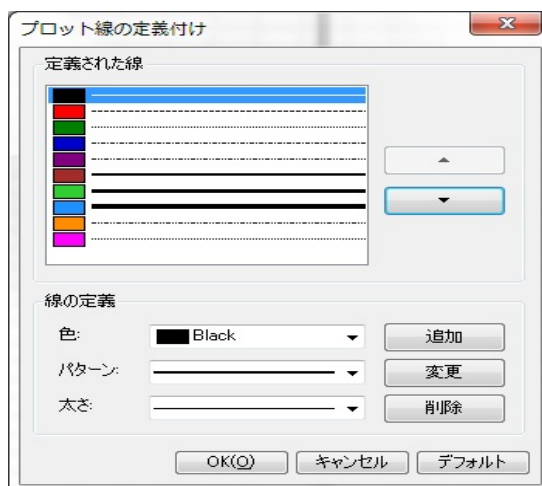 プロット線の定義付け
定義された線
線の定義
色:
Black
追加
パターン:
変更
太さ:
削除
OK(O)
キャンセル
デフォルト